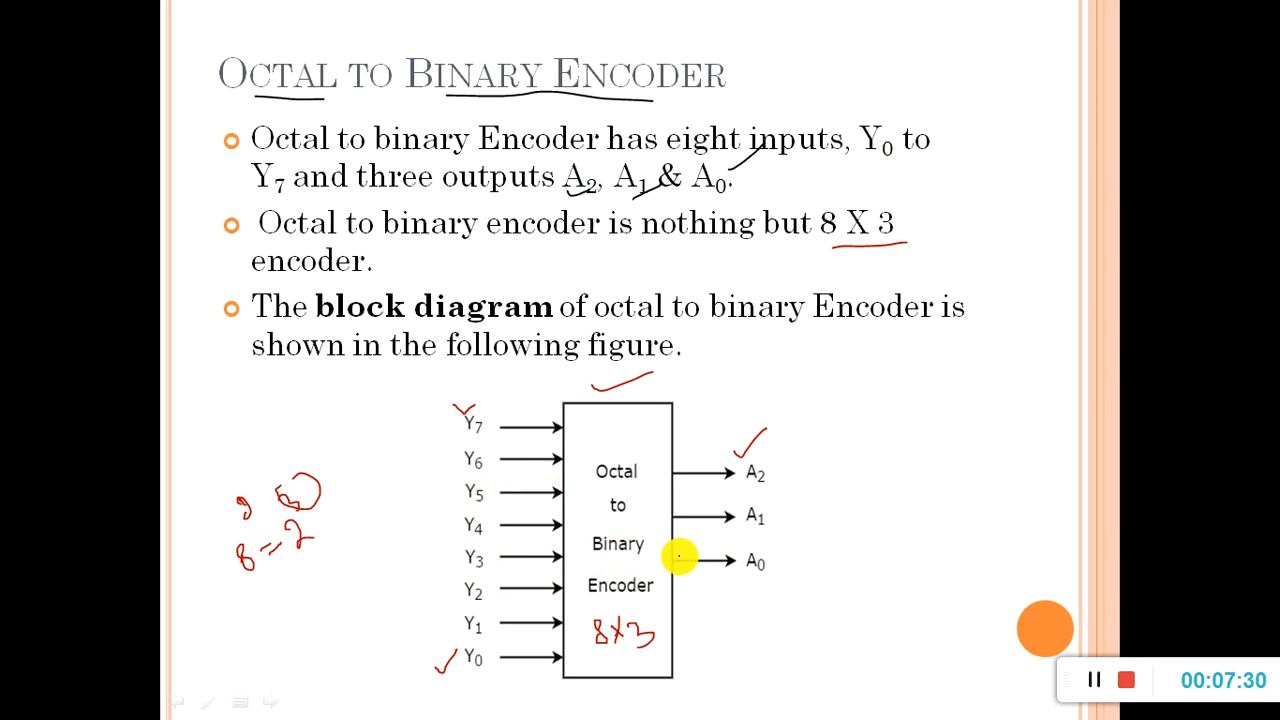 OCTAL TO BINARY ENCODER
Octal to binary Encoder has eight inputs, Y0 to
Y7 and three outputs A2, A1 & A0.
Octal to binary encoder is nothing but 8 X 3
encoder.
The block diagram of octal to binary Encoder is
shown in the following figure.
Y7
Y6
Y5
Y4
Y3
Y2
Y1
Y0
Octal
to
Binary
Encoder
8x3
A2
A1
A0
8 = 2
00:07:30